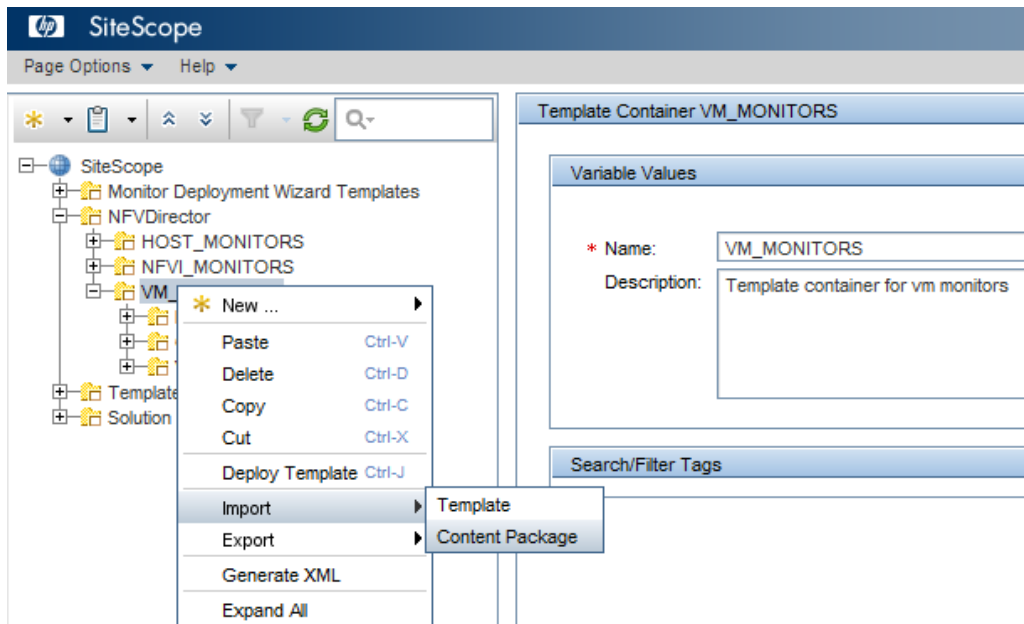 hp SiteScope
Page Options Help
SiteScope
Monitor Deployment Wizard Templates
NFVDirector
HOST_MONITORS
NFVI_MONITORS
VM_
Template
Solution
New ...
Paste Ctrl-V
Delete Ctrl-D
Copy Ctrl-C
Cut Ctrl-X
Deploy Template Ctrl-J
Import
Export
Generate XML
Expand All
Template
Content Package
Template Container VM_MONITORS
Variable Values
* Name: VM_MONITORS
Description: Template container for vm monitors
Search/Filter Tags